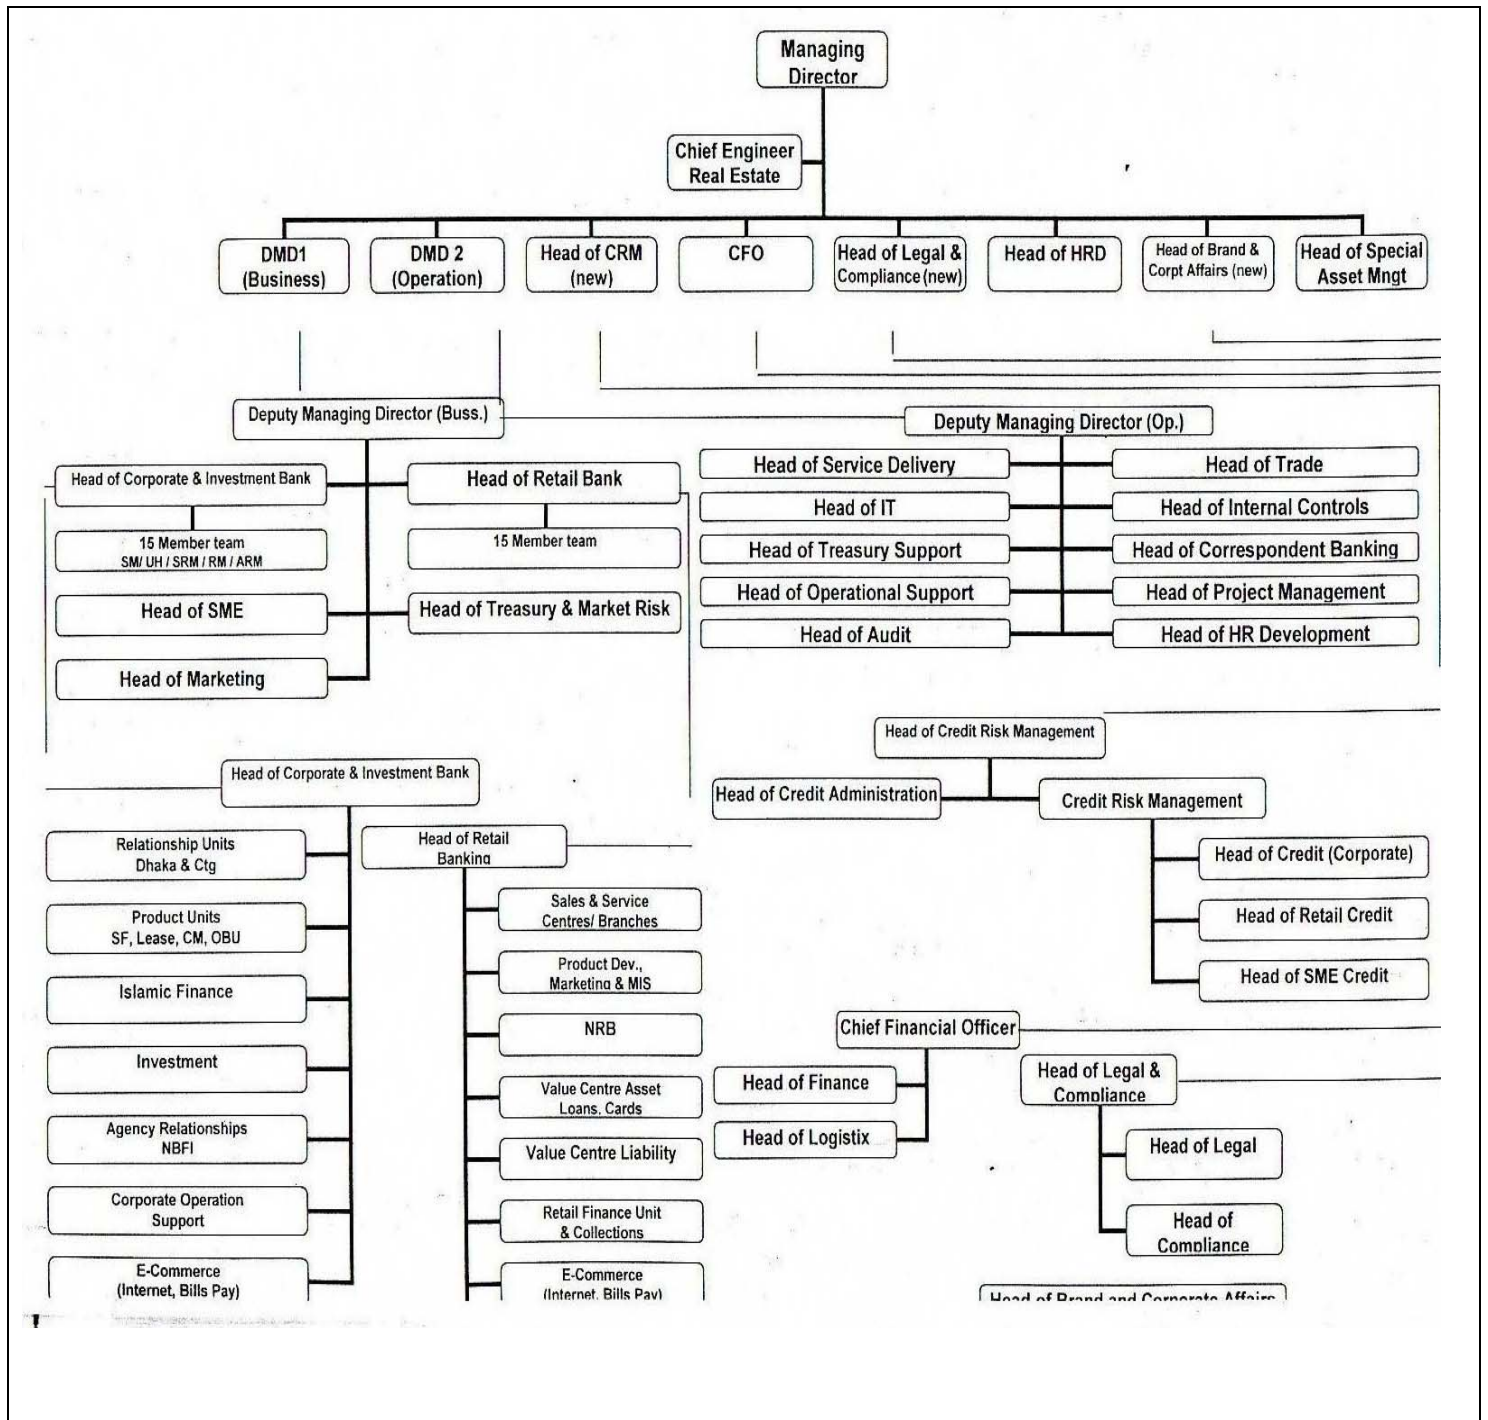 Managing
Director
Chief Engineer
Real Estate
DMD1
(Business)
DMD 2
(Operation)
Head of CRM
(new)
CFO
Head of Legal &
Compliance (new)
Head of HRD
Head of Brand &
Corpt Affairs (new)
Head of Special
Asset Mngt
Deputy Managing Director (Buss.)
Head of Corporate & Investment Bank
Head of Retail Bank
15 Member team
SM/ UH / SRM / RM / ARM
15 Member team
Head of SME
Head of Treasury & Market Risk
Head of Marketing
Deputy Managing Director (Op.)
Head of Service Delivery
Head of Trade
Head of IT
Head of Internal Controls
Head of Treasury Support
Head of Correspondent Banking
Head of Operational Support
Head of Project Management
Head of Audit
Head of HR Development
Head of Credit Risk Management
Head of Credit Administration
Credit Risk Management
Head of Credit (Corporate)
Head of Retail Credit
Head of SME Credit
Head of Corporate & Investment Bank
Relationship Units
Dhaka & Ctg
Product Units
SF, Lease, CM, OBU
Islamic Finance
Investment
Agency Relationships
NBFI
Corporate Operation
Support
E-Commerce
(Internet, Bills Pay)
Head of Retail
Banking
Sales & Service
Centres/ Branches
Product Dev.,
Marketing & MIS
NRB
Value Centre Asset
Loans, Cards
Value Centre Liability
Retail Finance Unit
& Collections
E-Commerce
(Internet, Bills Pay)
Chief Financial Officer
Head of Finance
Head of Logistix
Head of Legal &
Compliance
Head of Legal
Head of
Compliance
Head of Brand and Corporate Affairs